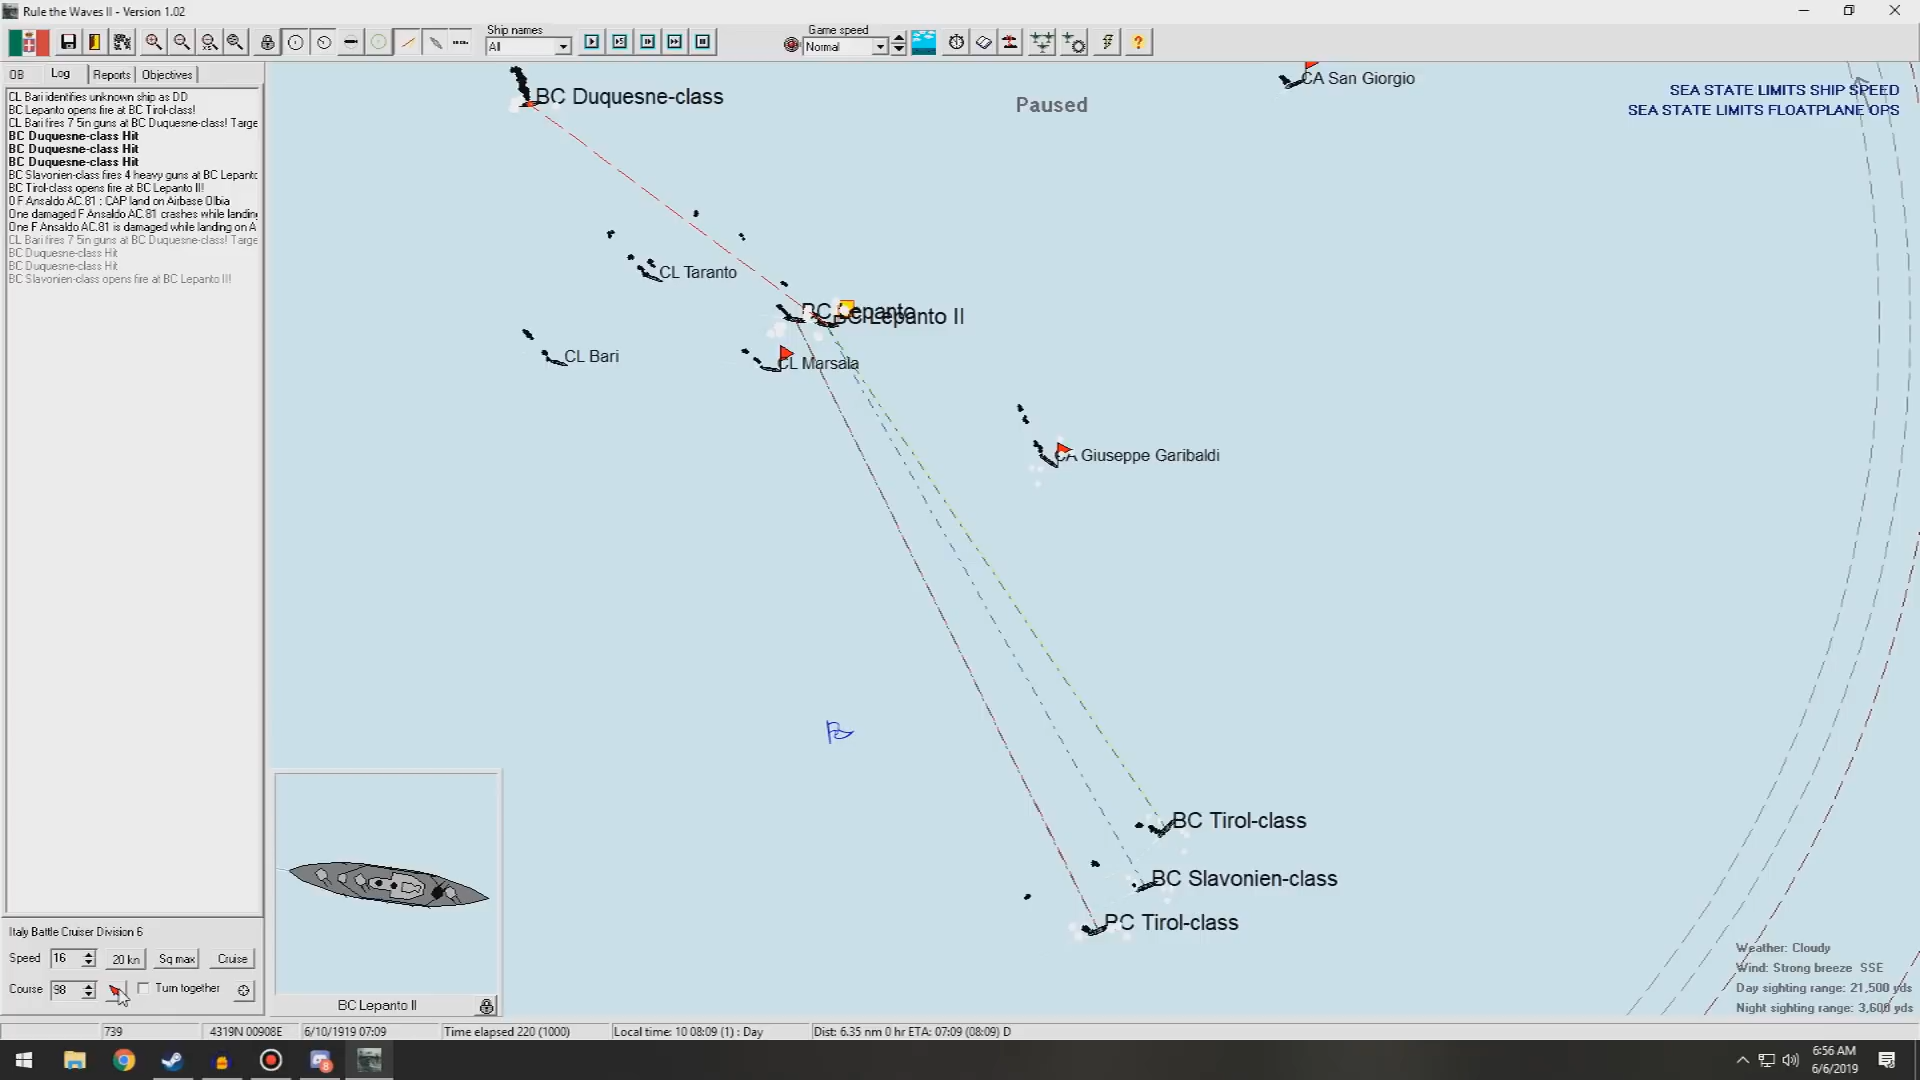 Rule the Waves II - Version 1.02
Ship names
All
Game speed
Normal
OB
Log
Reports
Objectives
CL Bari identifies unknown ship as DD
BC Lepanto opens fire at BC Tirol-class!
CL Bari fires 7 5in guns at BC Duquesne-class! Targe
BC Duquesne-class Hit
BC Duquesne-class Hit
BC Duquesne-class Hit
BC Slavonien-class fires 4 heavy guns at BC Lepanto
BC Tirol-class opens fire at BC Lepanto II!
0 F Ansaldo AC.81 : CAP land on Airbase Olbia
One damaged F Ansaldo AC.81 crashes while landin
One F Ansaldo AC.81 is damaged while landing on A
CL Bari fires 7 5in guns at BC Duquesne-class! Targe
BC Duquesne-class Hit
BC Duquesne-class Hit
BC Slavonien-class opens fire at BC Lepanto II!
BC Duquesne-class
Paused
CA San Giorgio
SEA STATE LIMITS SHIP SPEED
SEA STATE LIMITS FLOATPLANE OPS
CL Taranto
BC Lepanto
BC Lepanto II
CL Bari
CL Marsala
CA Giuseppe Garibaldi
BC Tirol-class
BC Slavonien-class
BC Tirol-class
Weather: Cloudy
Wind: Strong breeze SSE
Day sighting range: 21,500 yds
Night sighting range: 3,600 yds
Italy Battle Cruiser Division 6
Speed 16 20 kn Sq max Cruise
Course 98 Turn together
BC Lepanto II
739
4319N 00908E
6/10/1919 07:09
Time elapsed 220 (1000)
Local time: 10 08:09 (1) : Day
Dist: 6.35 nm 0 hr ETA: 07:09 (08:09) D
8
6:56 AM
6/6/2019